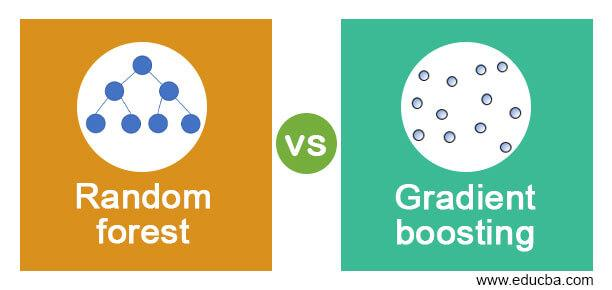 Random
forest
vs
Gradient
boosting
www.educba.com